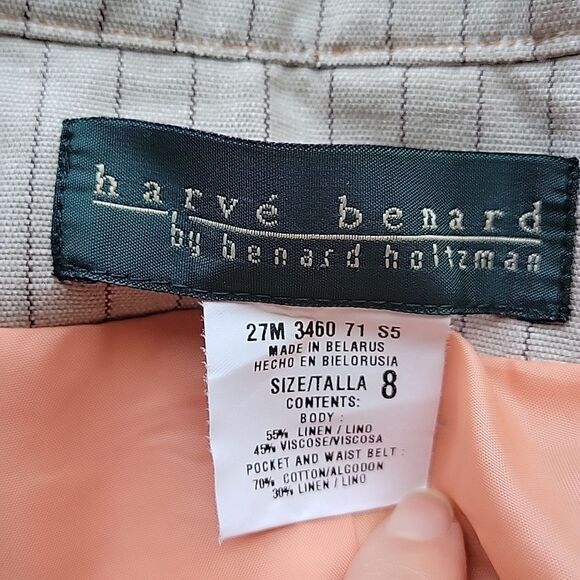 harvé benard
by benard holtzman
27M 3460 71 S5
MADE IN BELARUS
HECHO EN BIELORUSIA
SIZE/TALLA 8
CONTENTS:
BODY :
55% LINEN / LINO
45% VISCOSE/VISCOSA
POCKET AND WAIST BELT :
70% COTTON/ALGODON
30% LINEN / LINO